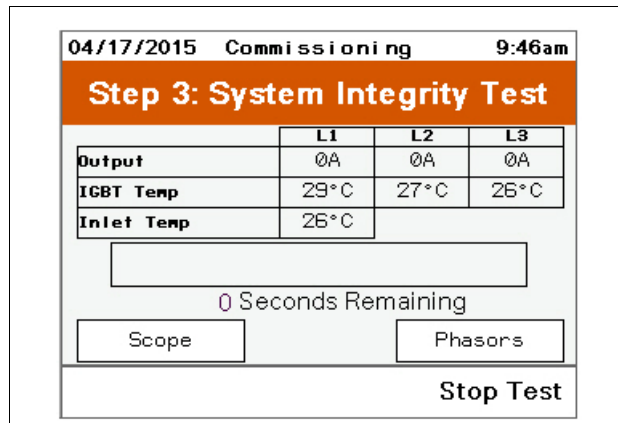 04/17/2015 Commissioning 9:46am
Step 3: System Integrity Test
L1 L2 L3
Output 0A 0A 0A
IGBT Temp 29°C 27°C 26°C
Inlet Temp 26°C
0 Seconds Remaining
Scope Phasors
Stop Test